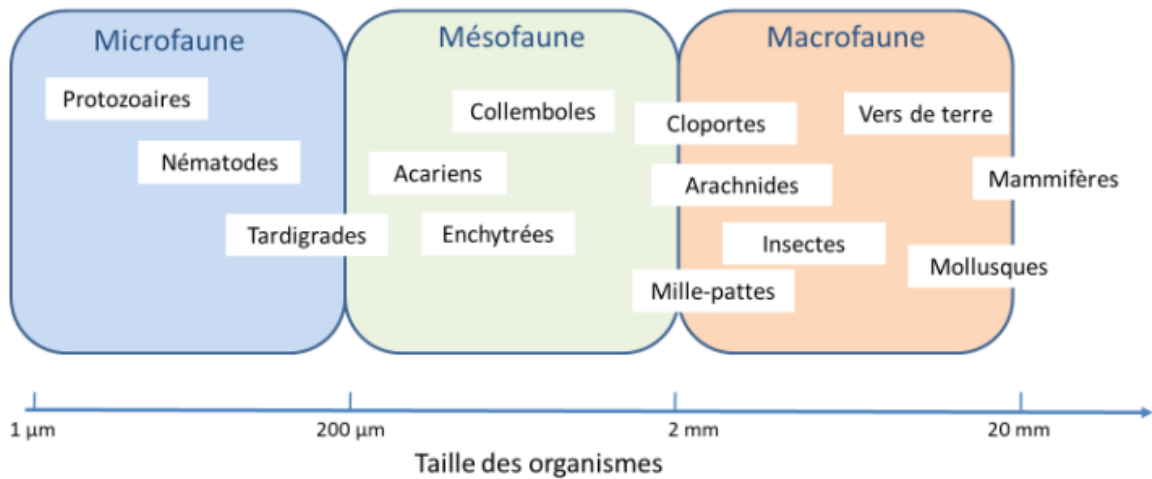 Microfaune
Mésofaune
Macrofaune
Protozoaires
Collemboles
Cloportes
Vers de terre
Nématodes
Acariens
Arachnides
Mammifères
Tardigrades
Enchytrées
Insectes
Mollusques
Mille-pattes
1 µm
200 µm
2 mm
20 mm
Taille des organismes